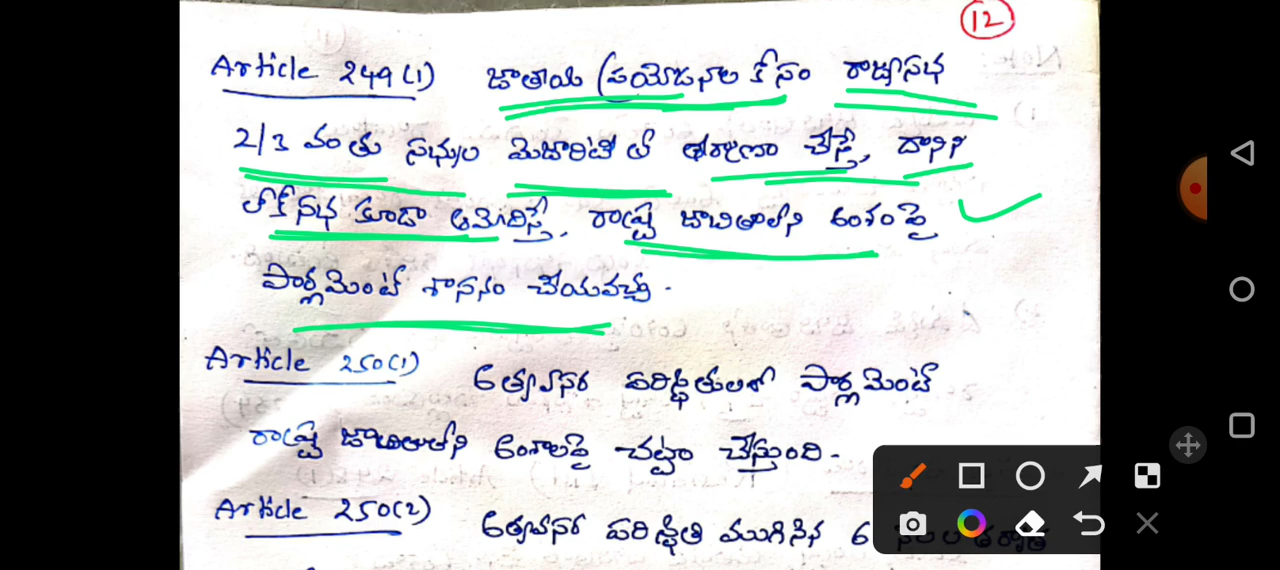 12
Article 249(1) జాతీయ ప్రయోజనాల కోసం రాజ్యసభ
2/3 వంతు సభ్యుల మెజారిటీతో తీర్మాణం చేస్తే, దానిని
లోక్‌సభ కూడా ఆమోదిస్తే, రాష్ట్ర జాబితాలోని అంశంపై
పార్లమెంట్ శాసనం చేయవచ్చు.
Article 250(1) అత్యవసర పరిస్థితులలో పార్లమెంట్
రాష్ట్ర జాబితాలోని అంశాలపై చట్టం చేస్తుంది.
Article 250(2) అత్యవసర పరిస్థితి ముగిసిన 6